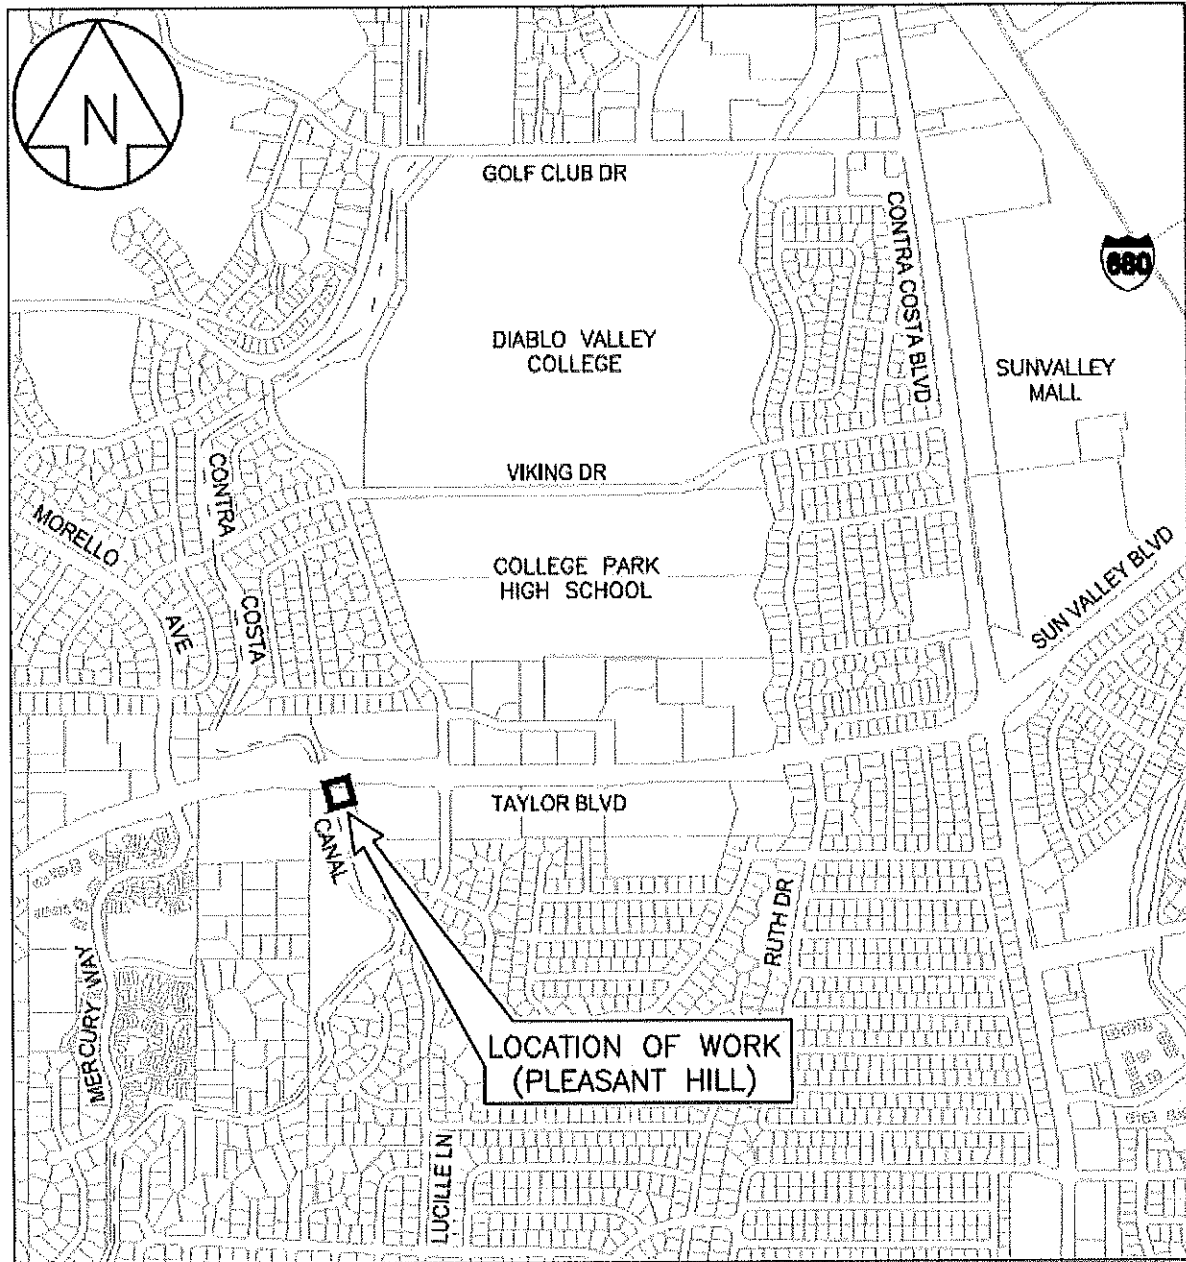 N
GOLF CLUB DR
CONTRA COSTA BLVD
680
DIABLO VALLEY
COLLEGE
SUNVALLEY
MALL
VIKING DR
CONTRA
COSTA
CANAL
MORELLO
AVE
COLLEGE PARK
HIGH SCHOOL
SUN VALLEY BLVD
TAYLOR BLVD
RUTH DR
MERCURY WAY
LOCATION OF WORK
(PLEASANT HILL)
LUCILLE LN